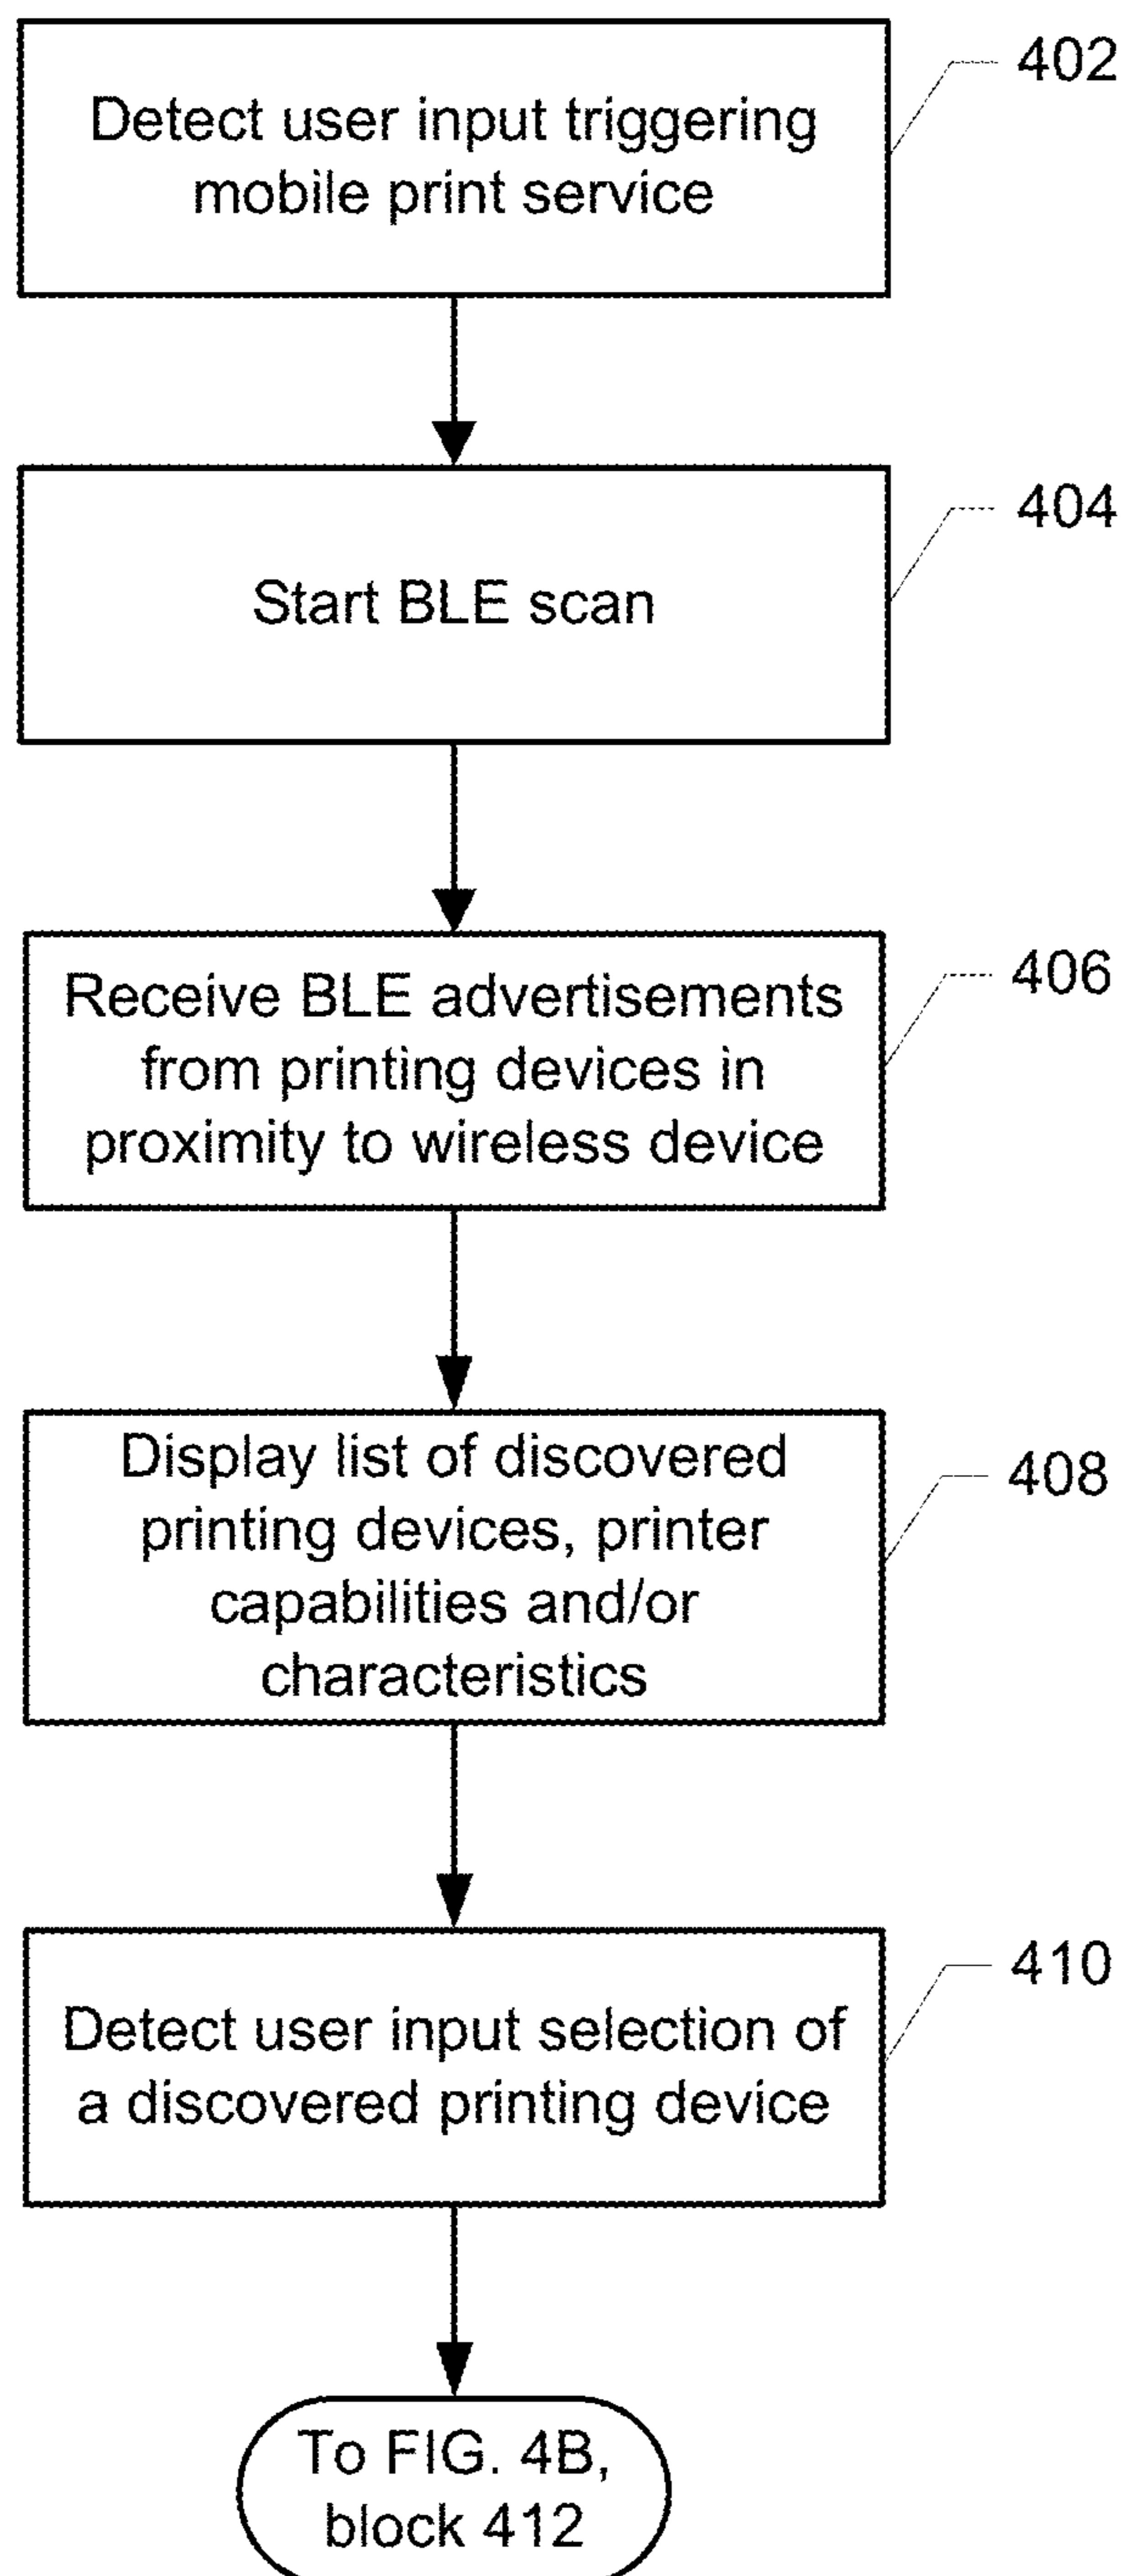 402
Detect user input triggering
mobile print service
404
Start BLE scan
406
Receive BLE advertisements
from printing devices in
proximity to wireless device
408
Display list of discovered
printing devices, printer
capabilities and/or
characteristics
410
Detect user input selection of
a discovered printing device
To FIG. 4B,
block 412